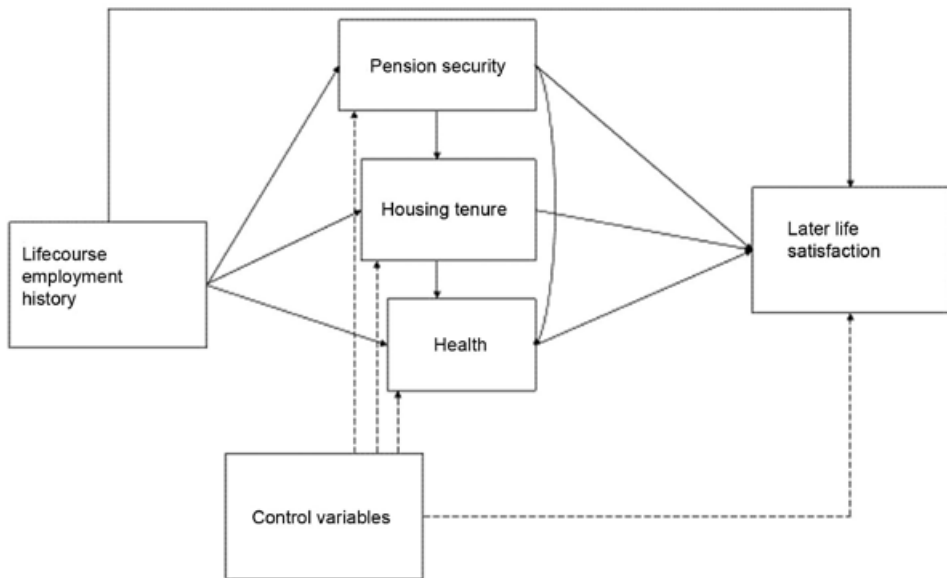 Pension security
Housing tenure
Lifecourse
employment
history
Later life
satisfaction
Health
Control variables